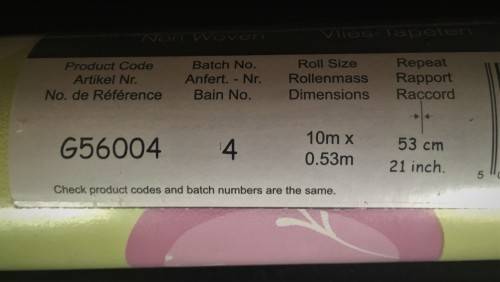 Non Woven Vlies-Tapeten
Product Code Batch No. Roll Size Repeat
Artikel Nr. Anfert. - Nr. Rollenmass Rapport
No. de Référence Bain No. Dimensions Raccord
G56004 4 10m x 0.53m 53 cm 21 inch.
Check product codes and batch numbers are the same.
5